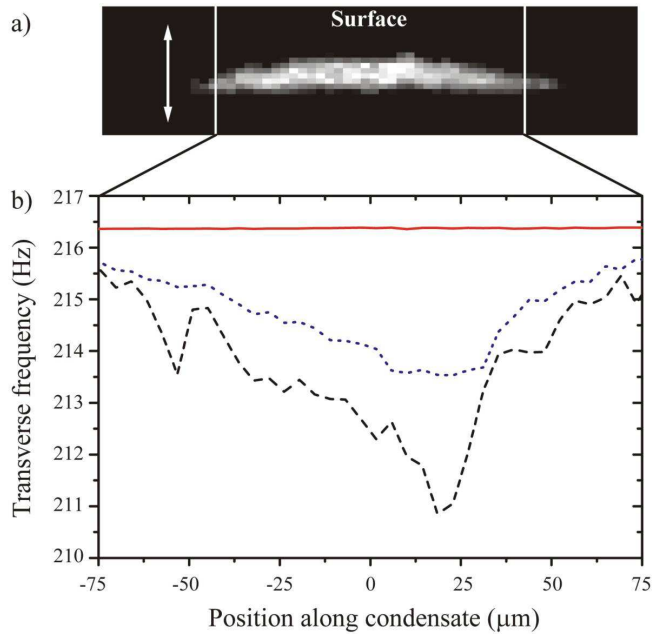 a)
Surface
b)
217
216
215
214
213
212
211
210
Transverse frequency (Hz)
-75 -50 -25 0 25 50 75
Position along condensate (µm)